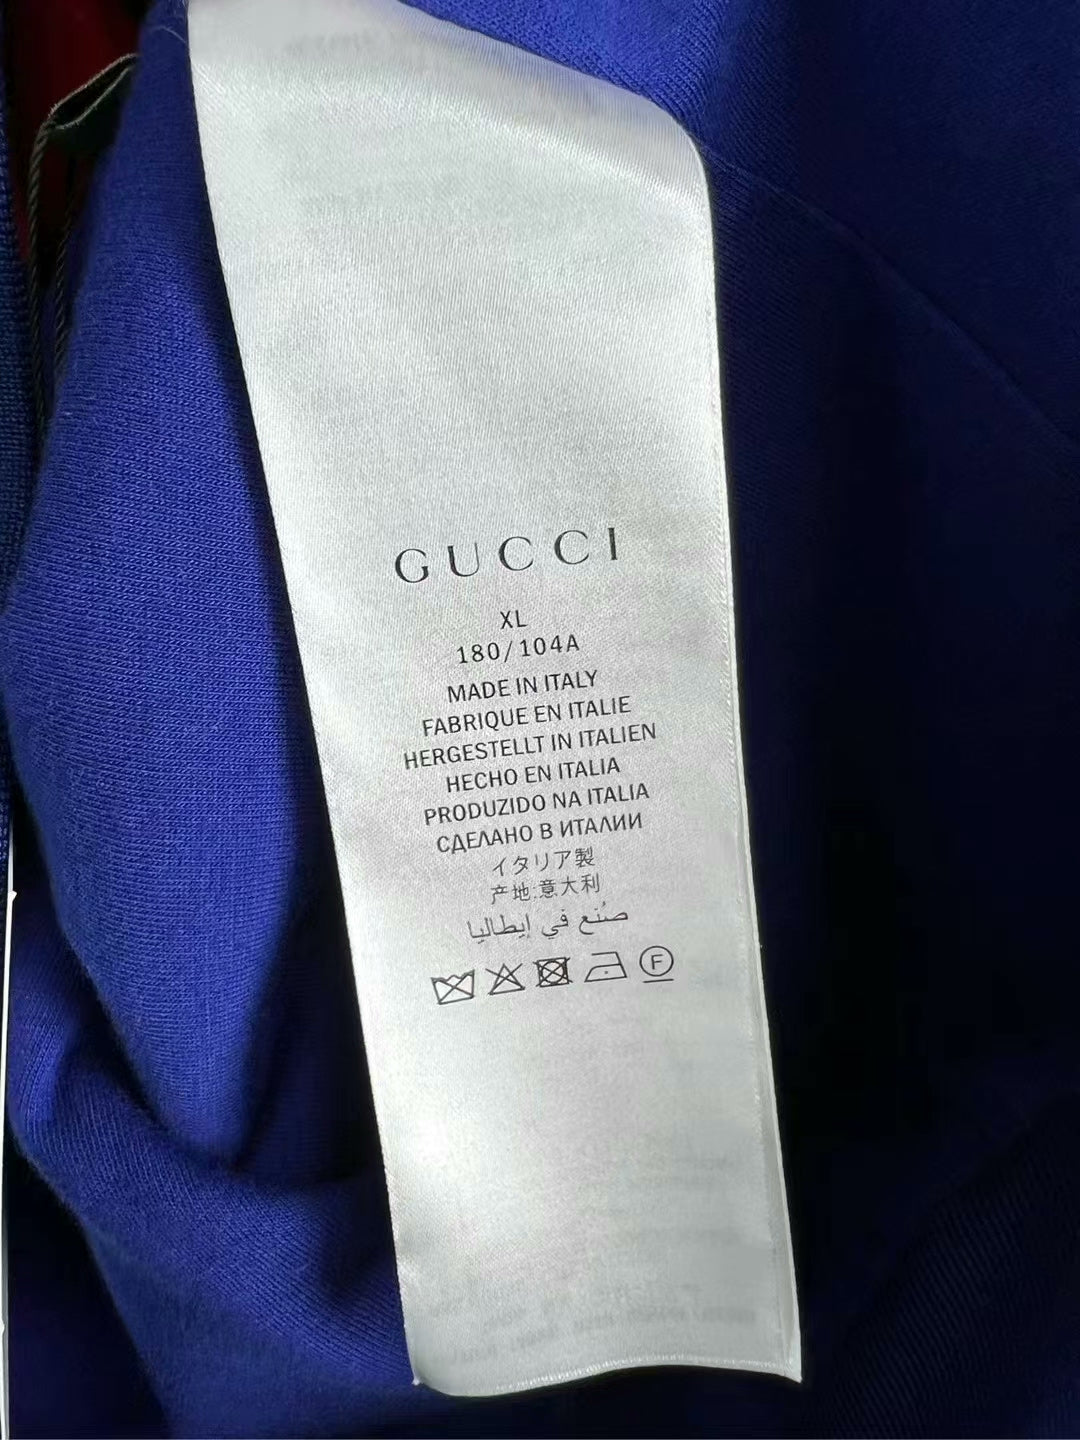 GUCCI
XL
180/104A
MADE IN ITALY
FABRIQUE EN ITALIE
HERGESTELLT IN ITALIEN
HECHO EN ITALIA
PRODUZIDO NA ITALIA
СДЕЛАНО В ИТАЛИИ
イタリア製
产地:意大利
صُنع في إيطاليا
F